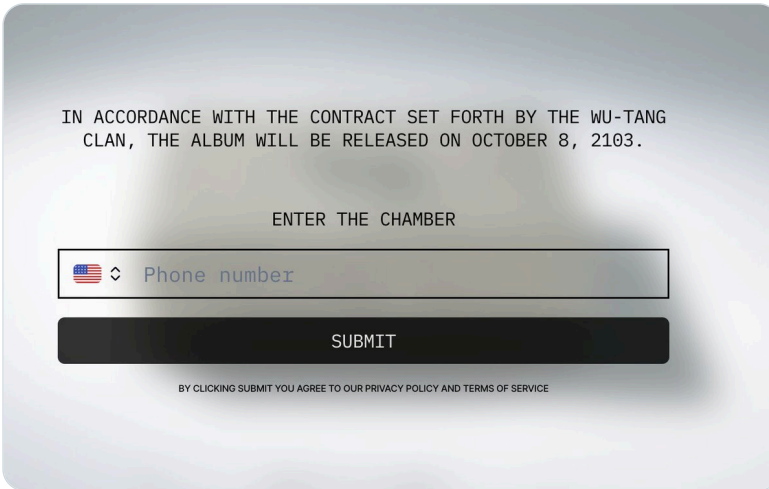 IN ACCORDANCE WITH THE CONTRACT SET FORTH BY THE WU-TANG
CLAN, THE ALBUM WILL BE RELEASED ON OCTOBER 8, 2103.
ENTER THE CHAMBER
Phone number
SUBMIT
BY CLICKING SUBMIT YOU AGREE TO OUR PRIVACY POLICY AND TERMS OF SERVICE